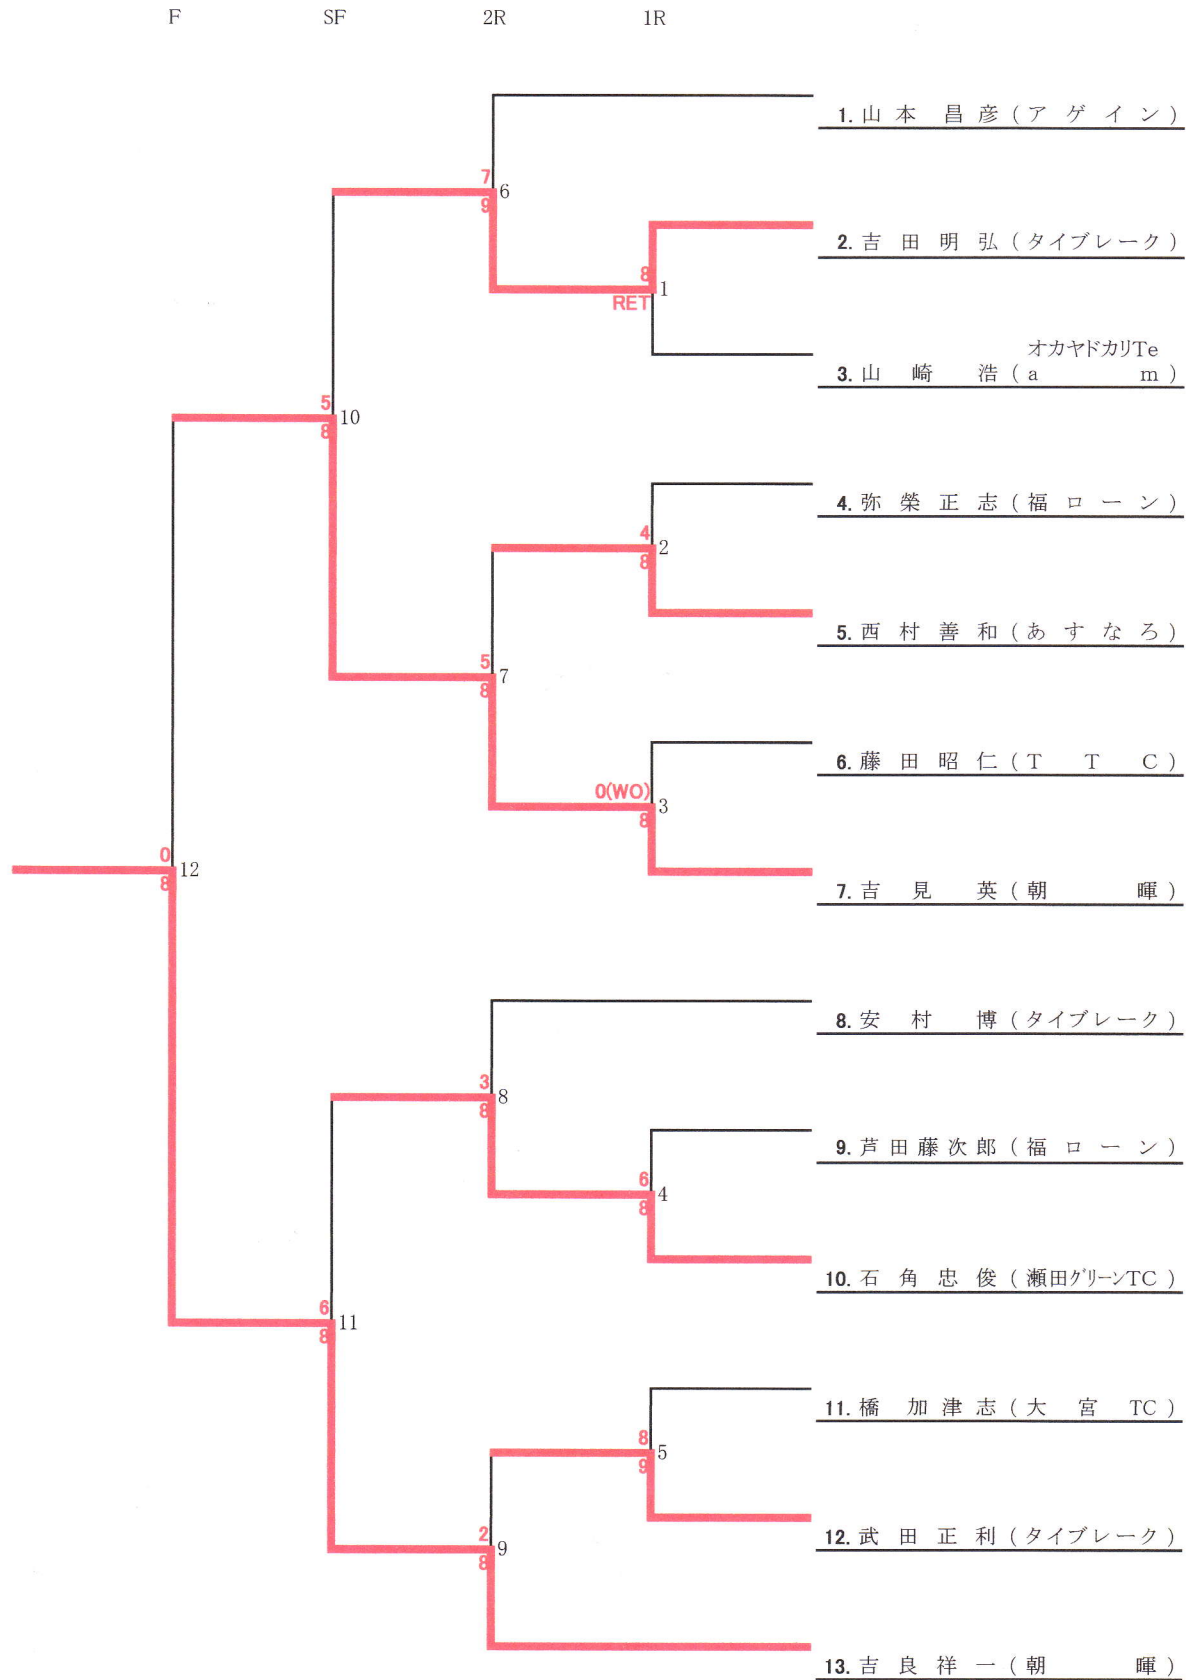 F SF 2R 1R
1. 山本 昌彦 (アゲイン)
7
6
9
2. 吉田明弘 (タイブレーク)
8
1
RET
オカヤドカリTe
3. 山崎 浩 (a m)
5
10
8
4. 弥榮正志 (福ローン)
4
2
8
5. 西村善和 (あすなろ)
5
7
8
6. 藤田昭仁 (TTC)
0(WO)
3
8
0
12
8
7. 吉見 英 (朝 暉)
8. 安村 博 (タイブレーク)
3
8
8
9. 芦田藤次郎 (福ローン)
6
4
8
10. 石角忠俊 (瀬田グリーンTC)
6
11
8
11. 橋 加津志 (大宮TC)
8
5
9
12. 武田正利 (タイブレーク)
2
9
8
13. 吉良祥一 (朝 暉)